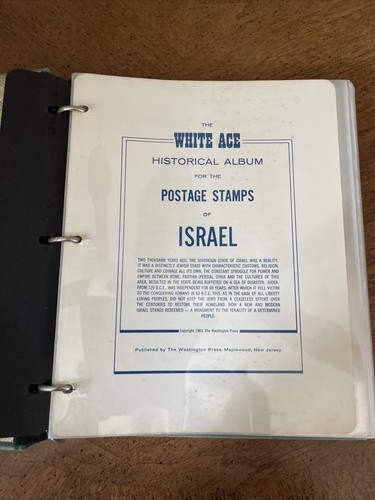 THE
WHITE ACE
HISTORICAL ALBUM
FOR THE
POSTAGE STAMPS
OF
ISRAEL
TWO THOUSAND YEARS AGO, THE SOVEREIGN STATE OF ISRAEL WAS A REALITY.
IT WAS A DISTINCTLY JEWISH STATE WITH CHARACTERISTIC CUSTOMS, RELIGION,
CULTURE AND COINAGE ALL ITS OWN. THE CONSTANT STRUGGLE FOR POWER AND
EMPIRE BETWEEN ROME, PARTHIA (PERSIA), SYRIA AND THE CULTURES OF THIS
AREA, RESULTED IN THE STATE BEING BUFFETED ON A SEA OF DISASTER. JUDEA,
FROM 129 B.C.E., WAS INDEPENDENT FOR 66 YEARS, AFTER WHICH IT FELL VICTIM
TO THE CONQUERING ROMANS IN 63 B.C.E. THIS, AS IN THE CASE OF ALL LIBERTY
LOVING PEOPLES, DID NOT KEEP THE JEWS FROM A CEASELESS EFFORT OVER
THE CENTURIES TO RESTORE THEIR HOMELAND. NOW A NEW AND MODERN
ISRAEL STANDS REDEEMED — A MONUMENT TO THE TENACITY OF A DETERMINED
PEOPLE.
Copyright The Washington Press
Published by The Washington Press, Maplewood, New Jersey